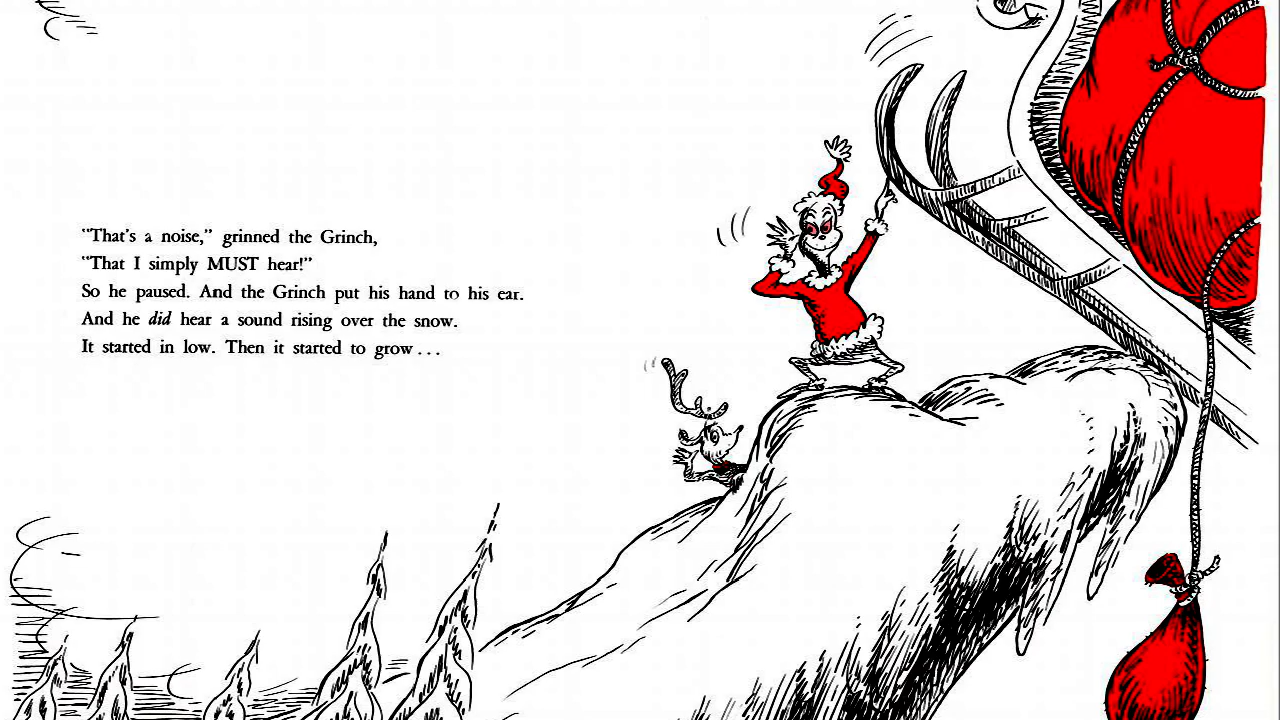 "That's a noise," grinned the Grinch,
"That I simply MUST hear!"
So he paused. And the Grinch put his hand to his ear.
And he did hear a sound rising over the snow.
It started in low. Then it started to grow...